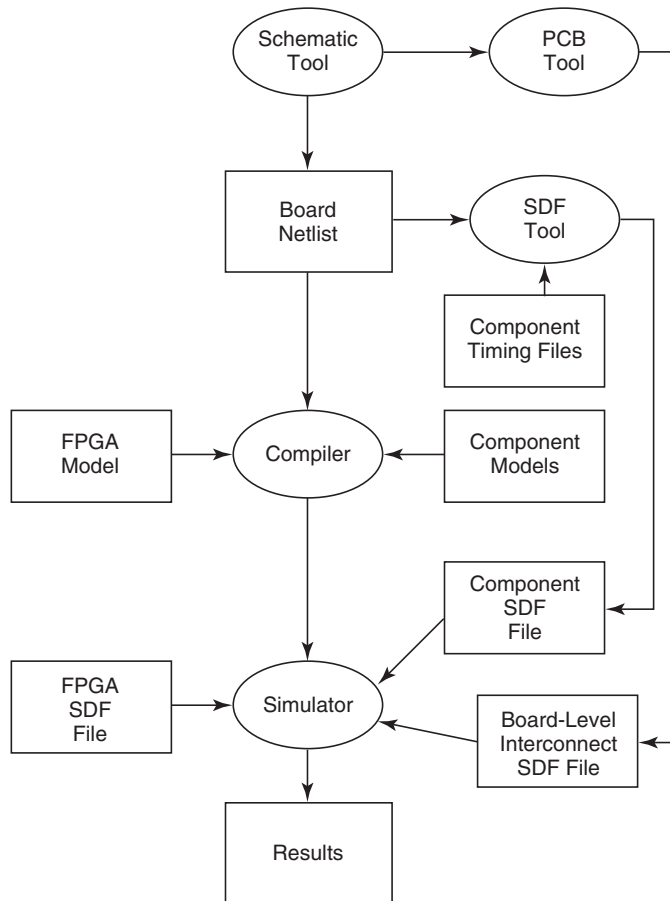 Schematic
Tool
PCB
Tool
Board
Netlist
SDF
Tool
Component
Timing Files
FPGA
Model
Compiler
Component
Models
Component
SDF
File
FPGA
SDF
File
Simulator
Board-Level
Interconnect
SDF File
Results